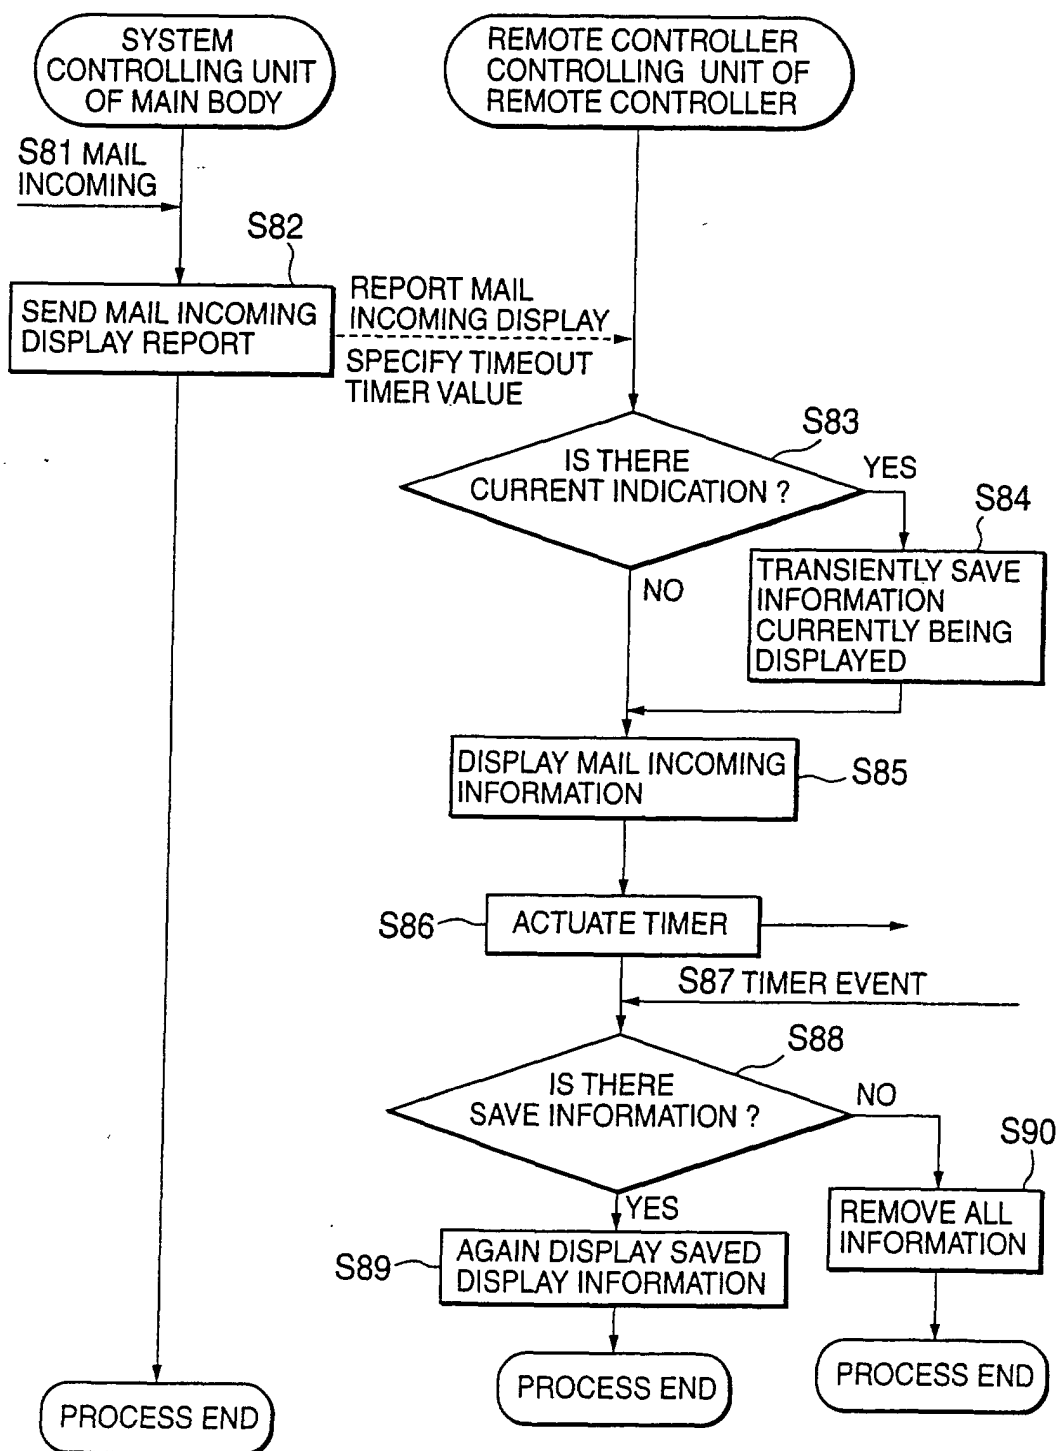 SYSTEM
CONTROLLING UNIT
OF MAIN BODY
REMOTE CONTROLLER
CONTROLLING UNIT OF
REMOTE CONTROLLER
S81 MAIL
INCOMING
S82
SEND MAIL INCOMING
DISPLAY REPORT
REPORT MAIL
INCOMING DISPLAY
SPECIFY TIMEOUT
TIMER VALUE
S83
IS THERE
CURRENT INDICATION ?
YES
S84
TRANSIENTLY SAVE
INFORMATION
CURRENTLY BEING
DISPLAYED
NO
DISPLAY MAIL INCOMING
INFORMATION
S85
S86
ACTUATE TIMER
S87 TIMER EVENT
S88
IS THERE
SAVE INFORMATION ?
NO
S90
REMOVE ALL
INFORMATION
YES
S89
AGAIN DISPLAY SAVED
DISPLAY INFORMATION
PROCESS END
PROCESS END
PROCESS END